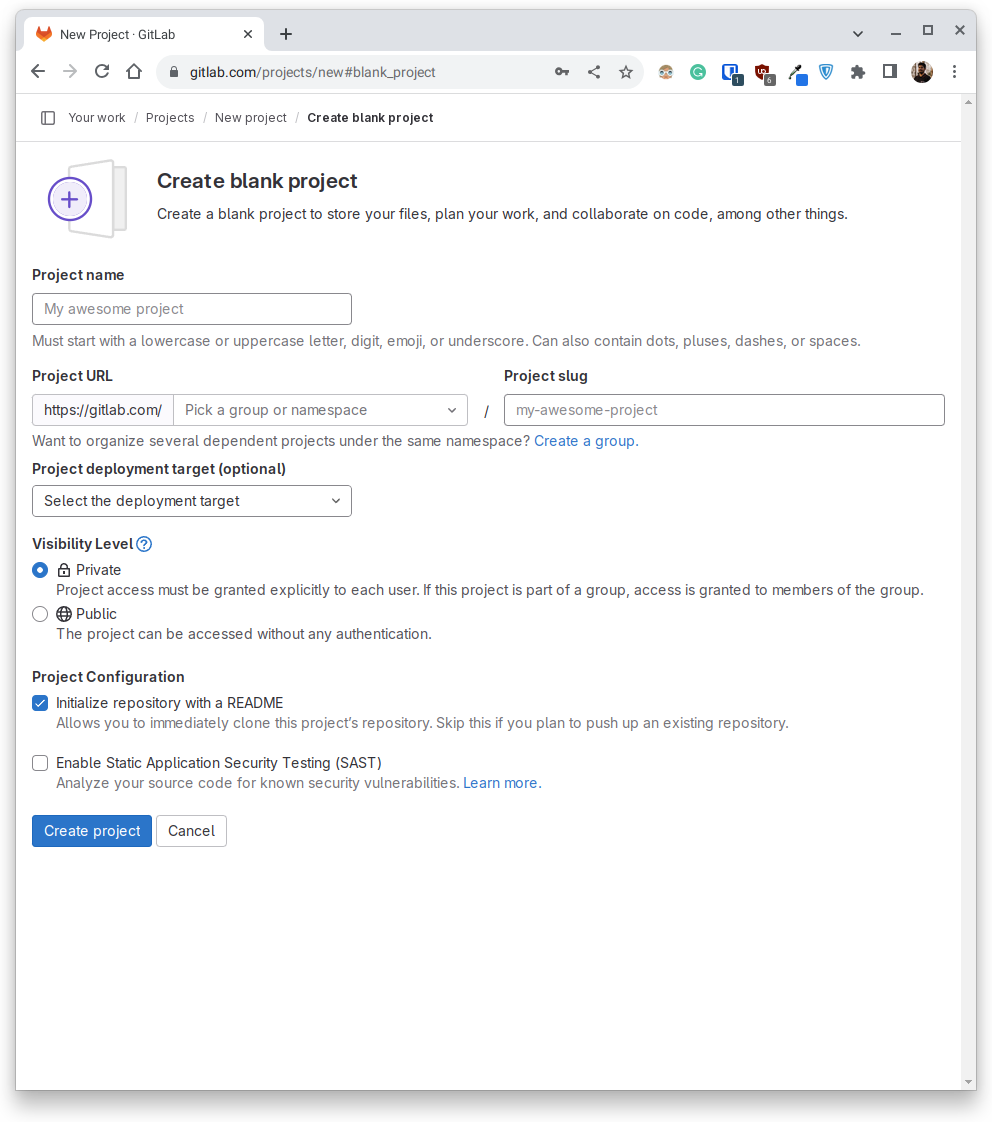 New Project · GitLab
gitlab.com/projects/new#blank_project
1
6
Your work / Projects / New project / Create blank project
Create blank project
Create a blank project to store your files, plan your work, and collaborate on code, among other things.
Project name
My awesome project
Must start with a lowercase or uppercase letter, digit, emoji, or underscore. Can also contain dots, pluses, dashes, or spaces.
Project URL
Project slug
https://gitlab.com/ Pick a group or namespace / my-awesome-project
Want to organize several dependent projects under the same namespace? Create a group.
Project deployment target (optional)
Select the deployment target
Visibility Level
Private
Project access must be granted explicitly to each user. If this project is part of a group, access is granted to members of the group.
Public
The project can be accessed without any authentication.
Project Configuration
Initialize repository with a README
Allows you to immediately clone this project’s repository. Skip this if you plan to push up an existing repository.
Enable Static Application Security Testing (SAST)
Analyze your source code for known security vulnerabilities. Learn more.
Create project Cancel